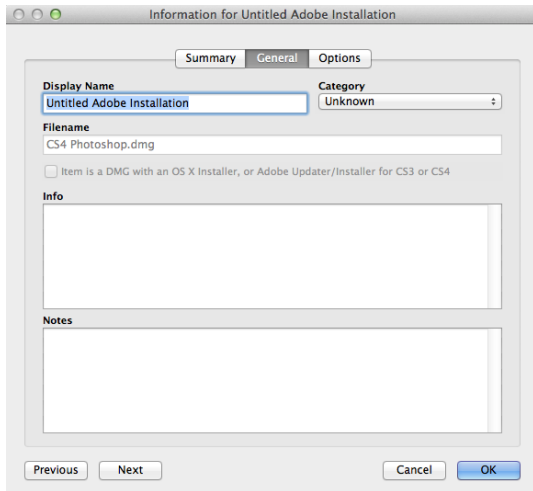 Information for Untitled Adobe Installation
Summary General Options
Display Name Category
Untitled Adobe Installation Unknown
Filename
CS4 Photoshop.dmg
Item is a DMG with an OS X Installer, or Adobe Updater/Installer for CS3 or CS4
Info
Notes
Previous Next Cancel OK